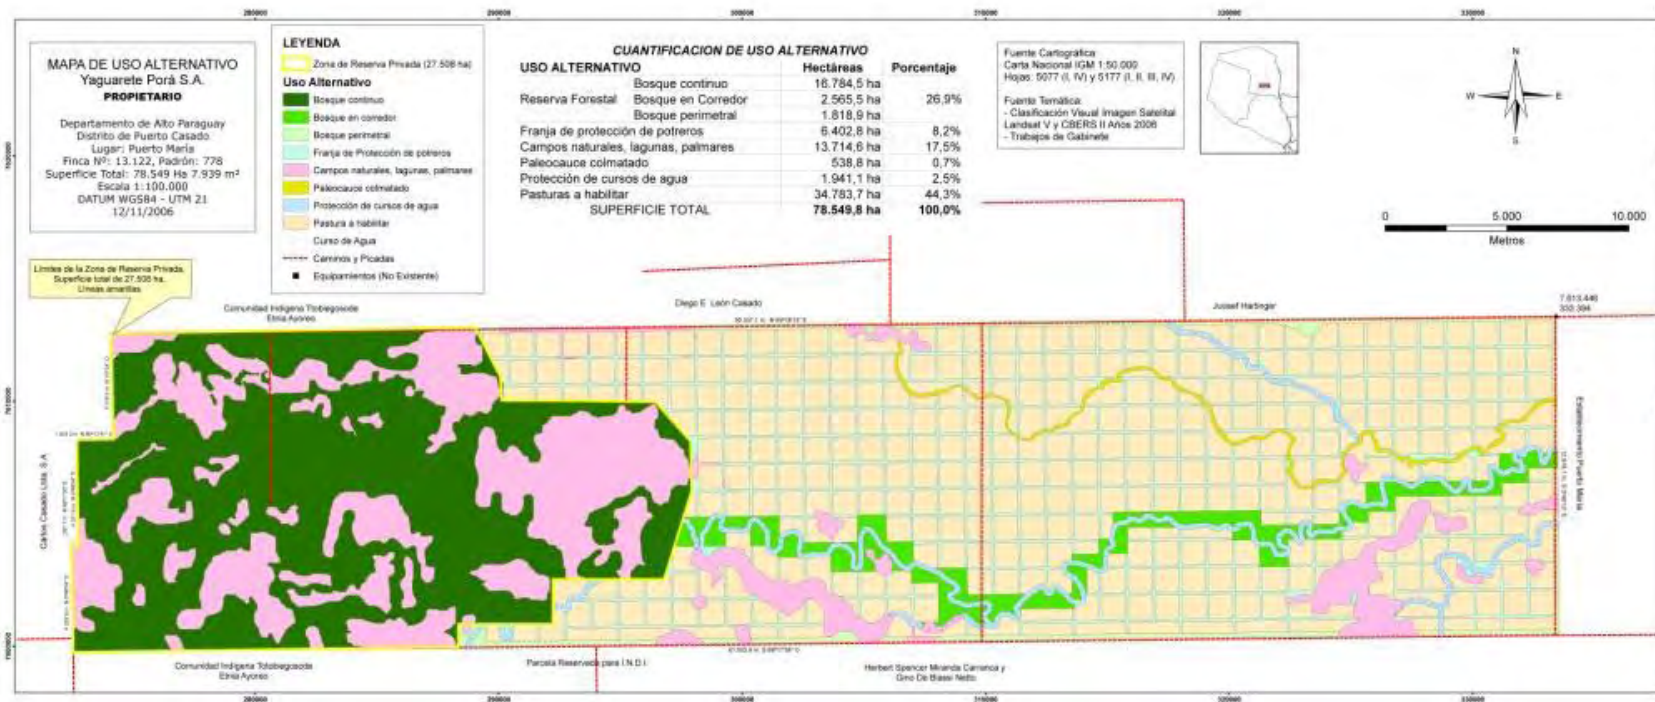 MAPA DE USO ALTERNATIVO
Yaguarete Porá S.A.
PROPIETARIO
Departamento de Alto Paraguay
Distrito de Puerto Casado
Lugar: Puerto María
Finca Nº: 13.122, Padrón: 778
Superficie Total: 78.549 Ha 7.939 m²
Escala 1:100.000
DATUM WGS84 - UTM 21
12/11/2006
LEYENDA
Zona de Reserva Privada (27.508 ha)
Uso Alternativo
Bosque continuo
Bosque en corredor
Bosque perimetral
Franja de Protección de potreros
Campos naturales, lagunas, palmares
Paleocauce colmatado
Protección de cursos de agua
Pastura a habilitar
Curso de Agua
Caminos y Picadas
Equipamientos (No Existente)
CUANTIFICACION DE USO ALTERNATIVO
USO ALTERNATIVO Hectáreas Porcentaje
Bosque continuo 16.784,5 ha
Reserva Forestal Bosque en Corredor 2.565,5 ha 26,9%
Bosque perimetral 1.818,9 ha
Franja de protección de potreros 6.402,8 ha 8,2%
Campos naturales, lagunas, palmares 13.714,6 ha 17,5%
Paleocauce colmatado 538,8 ha 0,7%
Protección de cursos de agua 1.941,1 ha 2,5%
Pasturas a habilitar 34.783,7 ha 44,3%
SUPERFICIE TOTAL 78.549,8 ha 100,0%
Fuente Cartográfica
Carta Nacional IGM 1:50.000
Hojas: 5077 (I, IV) y 5177 (I, II, III, IV)
Fuente Temática:
- Clasificación Visual Imagen Satelital
Landsat V y CBERS II Años 2006
- Trabajos de Gabinete
N
W E
S
0 5.000 10.000
Metros
Límites de la Zona de Reserva Privada.
Superficie total de 27.508 ha.
Líneas amarillas
Comunidad Indígena Totobiegosode
Etnia Ayoreo
Diego E. León Casado
Jussef Hartinger
7.613.446
333.394
Carlos Casado Ltda. S.A
Establecimiento Puerto María
Comunidad Indígena Totobiegosode
Etnia Ayoreo
Parcela Reservada para I.N.D.I.
Herbert Spencer Miranda Carranca y
Gino De Biassi Netto